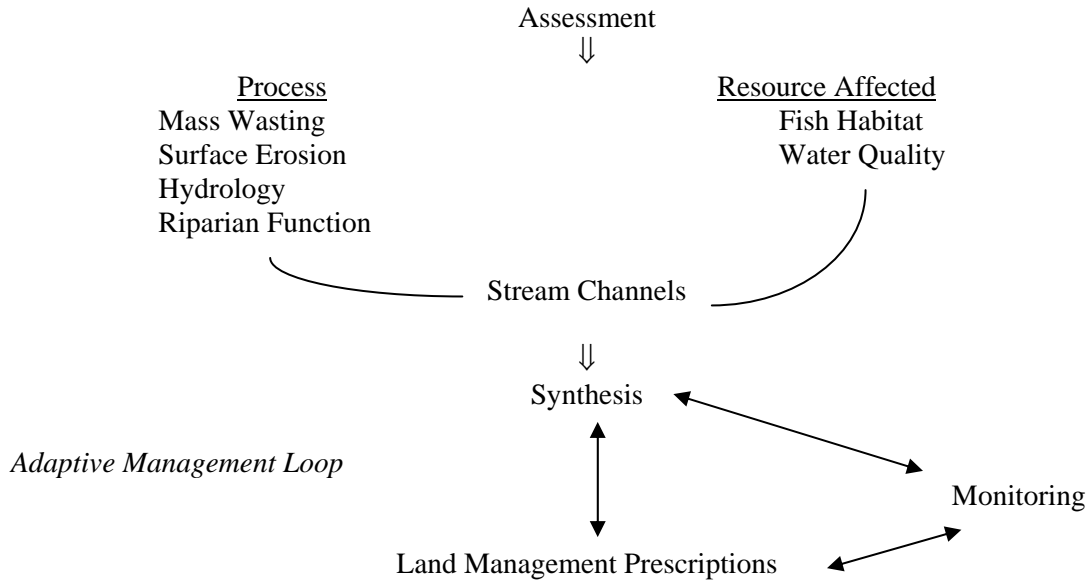 Assessment
⇓
Process
Mass Wasting
Surface Erosion
Hydrology
Riparian Function
Resource Affected
Fish Habitat
Water Quality
Stream Channels
⇓
Synthesis
Adaptive Management Loop
Monitoring
Land Management Prescriptions